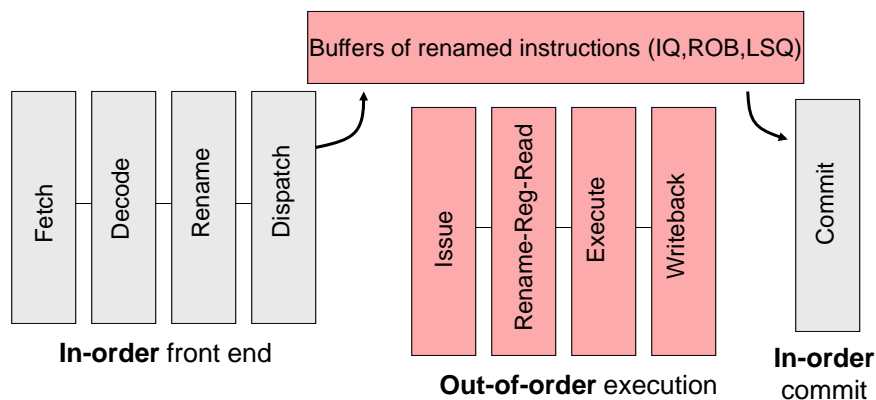 Buffers of renamed instructions (IQ,ROB,LSQ)
Fetch
Decode
Rename
Dispatch
Issue
Rename-Reg-Read
Execute
Writeback
Commit
In-order front end
Out-of-order execution
In-order
commit